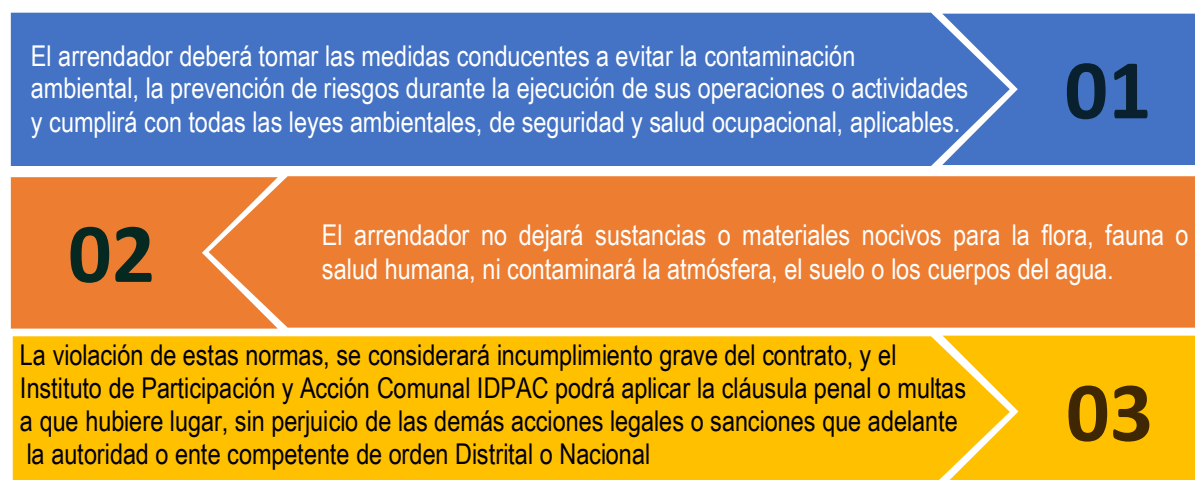 El arrendador deberá tomar las medidas conducentes a evitar la contaminación
ambiental, la prevención de riesgos durante la ejecución de sus operaciones o actividades
y cumplirá con todas las leyes ambientales, de seguridad y salud ocupacional, aplicables.
01
02
El arrendador no dejará sustancias o materiales nocivos para la flora, fauna o
salud humana, ni contaminará la atmósfera, el suelo o los cuerpos del agua.
La violación de estas normas, se considerará incumplimiento grave del contrato, y el
Instituto de Participación y Acción Comunal IDPAC podrá aplicar la cláusula penal o multas
a que hubiere lugar, sin perjuicio de las demás acciones legales o sanciones que adelante
la autoridad o ente competente de orden Distrital o Nacional
03